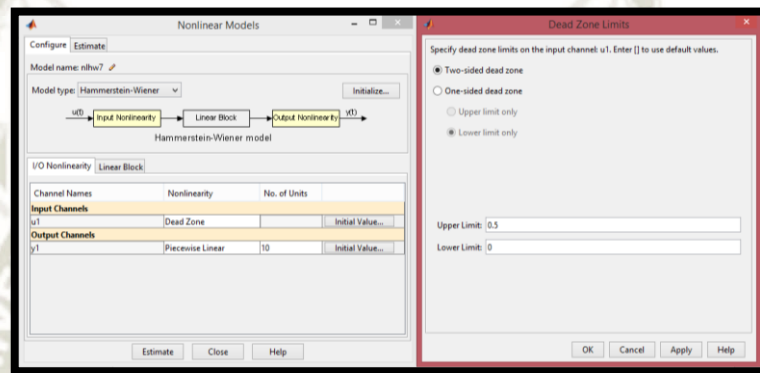 Nonlinear Models
Configure Estimate
Model name: nlhw7
Model type: Hammerstein-Wiener Initialize...
u(t) Input Nonlinearity Linear Block Output Nonlinearity y(t)
Hammerstein-Wiener model
I/O Nonlinearity Linear Block
Channel Names Nonlinearity No. of Units
Input Channels
u1 Dead Zone Initial Value...
Output Channels
y1 Piecewise Linear 10 Initial Value...
Estimate Close Help
Dead Zone Limits
Specify dead zone limits on the input channel: u1. Enter [] to use default values.
Two-sided dead zone
One-sided dead zone
Upper limit only
Lower limit only
Upper Limit: 0.5
Lower Limit: 0
OK Cancel Apply Help